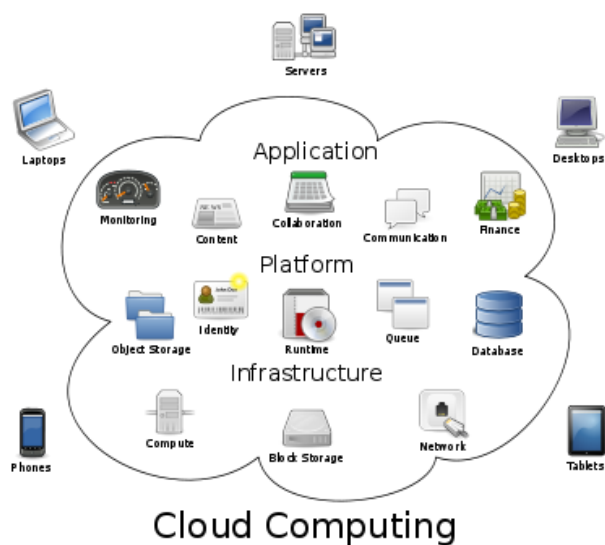 Servers
Laptops
Desktops
Application
Monitoring
Content
Collaboration
Communication
Finance
Platform
Object Storage
Identity
Runtime
Queue
Database
Infrastructure
Compute
Block Storage
Network
Phones
Tablets
Cloud Computing